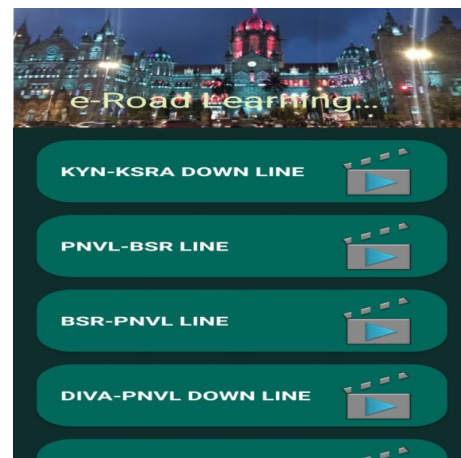 e-Road Learning...
KYN-KSRA DOWN LINE
PNVL-BSR LINE
BSR-PNVL LINE
DIVA-PNVL DOWN LINE